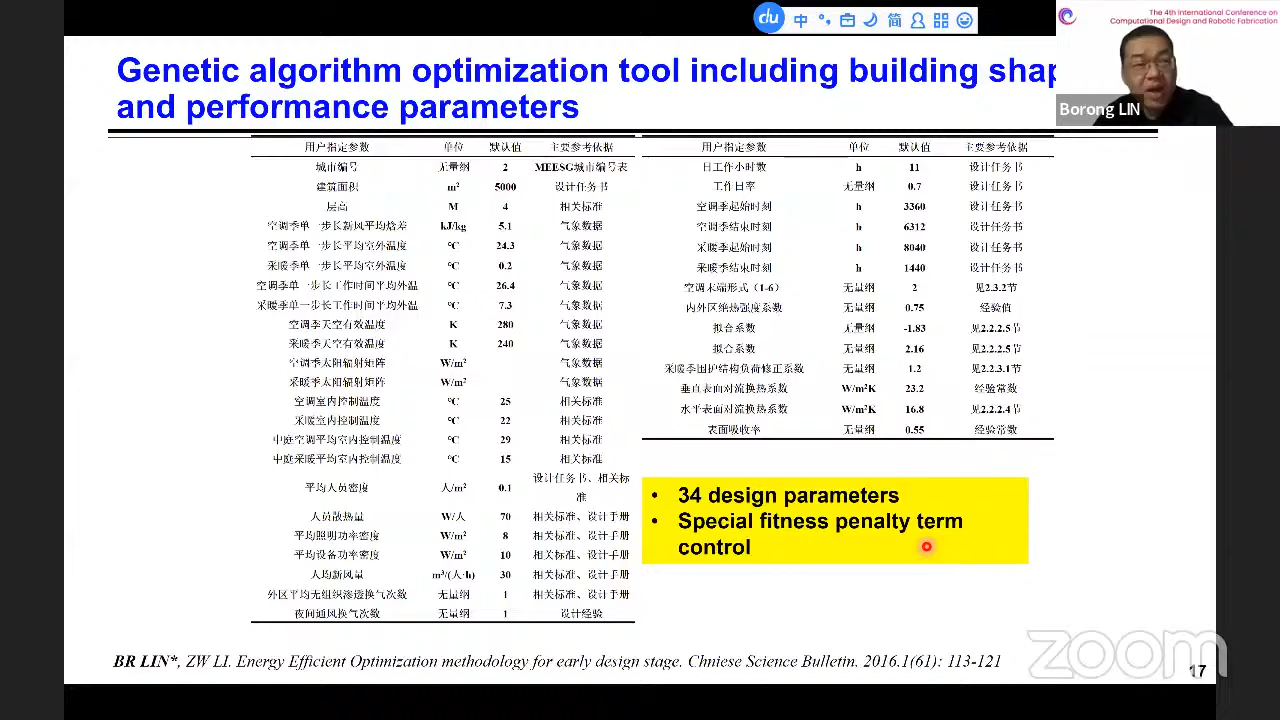 中 简
The 4th International Conference on
Computational Design and Robotic Fabrication
Borong LIN
Genetic algorithm optimization tool including building shap
and performance parameters
用户指定参数 单位 默认值 主要参考依据
城市编号 无量纲 2 MEESG城市编号表
建筑面积 m² 5000 设计任务书
层高 M 4 相关标准
空调季单一步长新风平均焓差 kJ/kg 5.1 气象数据
空调季单一步长平均室外温度 °C 24.3 气象数据
采暖季单一步长平均室外温度 °C 0.2 气象数据
空调季单一步长工作时间平均外温 °C 26.4 气象数据
采暖季单一步长工作时间平均外温 °C 7.3 气象数据
空调季天空有效温度 K 280 气象数据
采暖季天空有效温度 K 240 气象数据
空调季太阳辐射矩阵 W/m² 气象数据
采暖季太阳辐射矩阵 W/m² 气象数据
空调室内控制温度 °C 25 相关标准
采暖室内控制温度 °C 22 相关标准
中庭空调平均室内控制温度 °C 29 相关标准
中庭采暖平均室内控制温度 °C 15 相关标准
平均人员密度 人/m² 0.1 设计任务书、相关标
准
人员散热量 W/人 70 相关标准、设计手册
平均照明功率密度 W/m² 8 相关标准、设计手册
平均设备功率密度 W/m² 10 相关标准、设计手册
人均新风量 m³/(人·h) 30 相关标准、设计手册
外区平均无组织渗透换气次数 无量纲 1 相关标准、设计手册
夜间通风换气次数 无量纲 1 设计经验
用户指定参数 单位 默认值 主要参考依据
日工作小时数 h 11 设计任务书
工作日率 无量纲 0.7 设计任务书
空调季起始时刻 h 3360 设计任务书
空调季结束时刻 h 6312 设计任务书
采暖季起始时刻 h 8040 设计任务书
采暖季结束时刻 h 1440 设计任务书
空调末端形式（1-6） 无量纲 2 见2.3.2节
内外区绝热强度系数 无量纲 0.75 经验值
拟合系数 无量纲 -1.83 见2.2.2.5节
拟合系数 无量纲 2.16 见2.2.2.5节
采暖季围护结构负荷修正系数 无量纲 1.2 见2.2.3.1节
垂直表面对流换热系数 W/m²K 23.2 经验常数
水平表面对流换热系数 W/m²K 16.8 见2.2.2.4节
表面吸收率 无量纲 0.55 经验常数
• 34 design parameters
• Special fitness penalty term
control
BR LIN*, ZW LI. Energy Efficient Optimization methodology for early design stage. Chniese Science Bulletin. 2016.1(61): 113-121
zoom
17